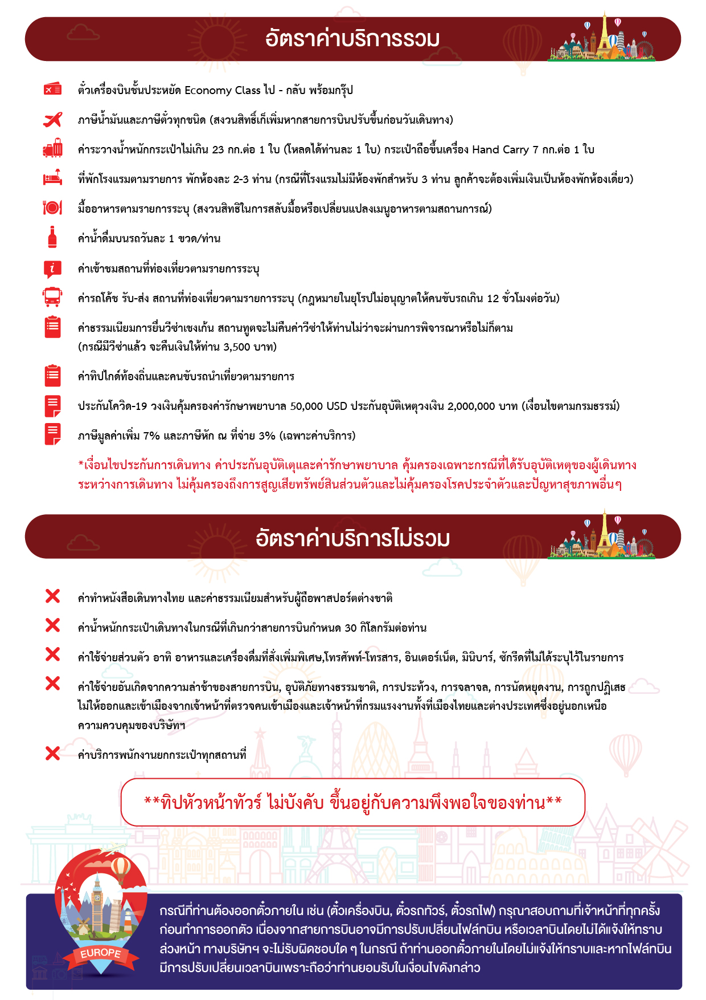 อัตราค่าบริการรวม
ตั๋วเครื่องบินชั้นประหยัด Economy Class ไป - กลับ พร้อมกรุ๊ป
ภาษีน้ำมันและภาษีตั๋วทุกชนิด (สงวนสิทธิ์เก็เพิ่มหากสายการบินปรับขึ้นก่อนวันเดินทาง)
ค่าระวางน้ำหนักกระเป๋าไม่เกิน 23 กก.ต่อ 1 ใบ (โหลดได้ท่านละ 1 ใบ) กระเป๋าถือขึ้นเครื่อง Hand Carry 7 กก.ต่อ 1 ใบ
ที่พักโรงแรมตามรายการ พักห้องละ 2-3 ท่าน (กรณีที่โรงแรมไม่มีห้องพักสำหรับ 3 ท่าน ลูกค้าจะต้องเพิ่มเงินเป็นห้องพักห้องเดี่ยว)
มื้ออาหารตามรายการระบุ (สงวนสิทธิในการสลับมื้อหรือเปลี่ยนแปลงเมนูอาหารตามสถานการณ์)
ค่าน้ำดื่มบนรถวันละ 1 ขวด/ท่าน
ค่าเข้าชมสถานที่ท่องเที่ยวตามรายการระบุ
ค่ารถโค้ช รับ-ส่ง สถานที่ท่องเที่ยวตามรายการระบุ (กฎหมายในยุโรปไม่อนุญาตให้คนขับรถเกิน 12 ชั่วโมงต่อวัน)
ค่าธรรมเนียมการยื่นวีซ่าเชงเก้น สถานทูตจะไม่คืนค่าวีซ่าให้ท่านไม่ว่าจะผ่านการพิจารณาหรือไม่ก็ตาม
(กรณีมีวีซ่าแล้ว จะคืนเงินให้ท่าน 3,500 บาท)
ค่าทิปไกด์ท้องถิ่นและคนขับรถนำเที่ยวตามรายการ
ประกันโควิด-19 วงเงินคุ้มครองค่ารักษาพยาบาล 50,000 USD ประกันอุบัติเหตุวงเงิน 2,000,000 บาท (เงื่อนไขตามกรมธรรม์)
ภาษีมูลค่าเพิ่ม 7% และภาษีหัก ณ ที่จ่าย 3% (เฉพาะค่าบริการ)
*เงื่อนไขประกันการเดินทาง ค่าประกันอุบัติเตุและค่ารักษาพยาบาล คุ้มครองเฉพาะกรณีที่ได้รับอุบัติเหตุของผู้เดินทาง
ระหว่างการเดินทาง ไม่คุ้มครองถึงการสูญเสียทรัพย์สินส่วนตัวและไม่คุ้มครองโรคประจำตัวและปัญหาสุขภาพอื่นๆ
อัตราค่าบริการไม่รวม
ค่าทำหนังสือเดินทางไทย และค่าธรรมเนียมสำหรับผู้ถือพาสปอร์ตต่างชาติ
ค่าน้ำหนักกระเป๋าเดินทางในกรณีที่เกินกว่าสายการบินกำหนด 30 กิโลกรัมต่อท่าน
ค่าใช้จ่ายส่วนตัว อาทิ อาหารและเครื่องดื่มที่สั่งเพิ่มพิเศษ,โทรศัพท์-โทรสาร, อินเตอร์เน็ต, มินิบาร์, ซักรีดที่ไม่ได้ระบุไว้ในรายการ
ค่าใช้จ่ายอันเกิดจากความล่าช้าของสายการบิน, อุบัติภัยทางธรรมชาติ, การประท้วง, การจลาจล, การนัดหยุดงาน, การถูกปฏิเสธ
ไม่ให้ออกและเข้าเมืองจากเจ้าหน้าที่ตรวจคนเข้าเมืองและเจ้าหน้าที่กรมแรงงานทั้งที่เมืองไทยและต่างประเทศซึ่งอยู่นอกเหนือ
ความควบคุมของบริษัทฯ
ค่าบริการพนักงานยกกระเป๋าทุกสถานที่
**ทิปหัวหน้าทัวร์ ไม่บังคับ ขึ้นอยู่กับความพึงพอใจของท่าน**
กรณีที่ท่านต้องออกตั๋วภายใน เช่น (ตั๋วเครื่องบิน, ตั๋วรถทัวร์, ตั๋วรถไฟ) กรุณาสอบถามที่เจ้าหน้าที่ทุกครั้ง
ก่อนทำการออกตัว เนื่องจากสายการบินอาจมีการปรับเปลี่ยนไฟล์ทบิน หรือเวลาบินโดยไม่ได้แจ้งให้ทราบ
ล่วงหน้า ทางบริษัทฯ จะไม่รับผิดชอบใด ๆ ในกรณี ถ้าท่านออกตั๋วภายในโดยไม่แจ้งให้ทราบและหากไฟล์ทบิน
มีการปรับเปลี่ยนเวลาบินเพราะถือว่าท่านยอมรับในเงื่อนไขดังกล่าว
EUROPE